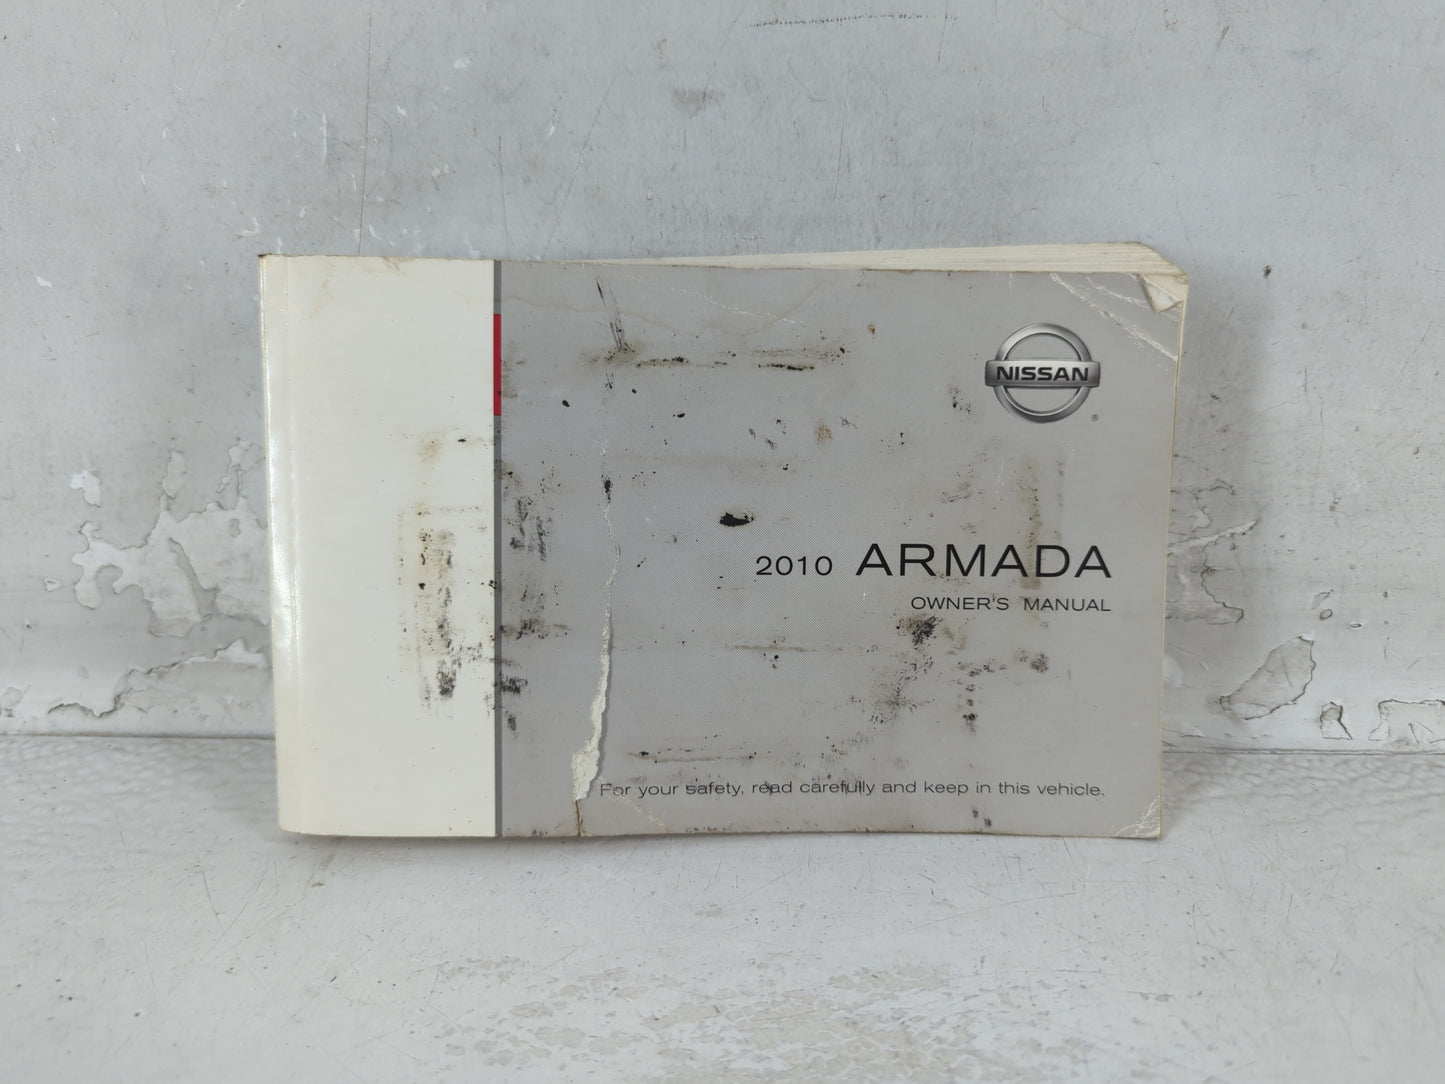 NISSAN
®
2010 ARMADA
OWNER'S MANUAL
For your safety, read carefully and keep in this vehicle.